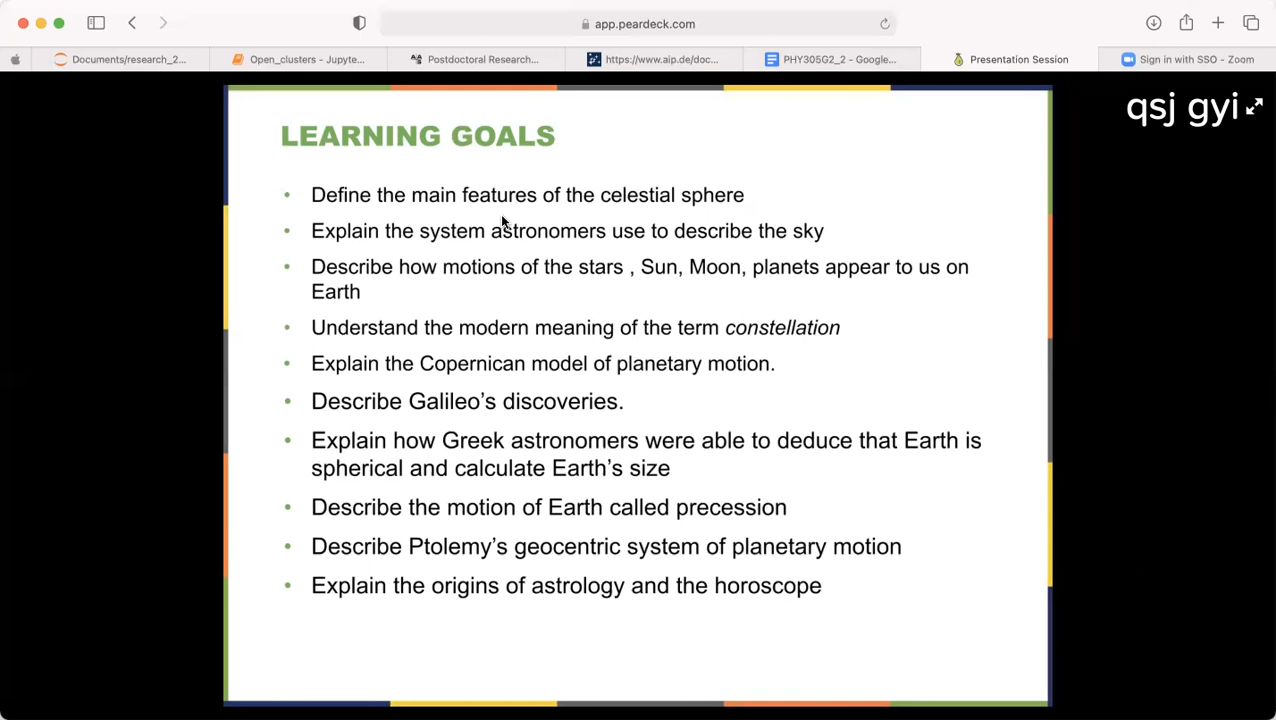 app.peardeck.com
Documents/research_2...
Open_clusters - Jupyte...
Postdoctoral Research...
https://www.aip.de/doc...
PHY305G2_2 - Google...
Presentation Session
Sign in with SSO - Zoom
qsj gyi
LEARNING GOALS
• Define the main features of the celestial sphere
• Explain the system astronomers use to describe the sky
• Describe how motions of the stars , Sun, Moon, planets appear to us on
Earth
• Understand the modern meaning of the term constellation
• Explain the Copernican model of planetary motion.
• Describe Galileo’s discoveries.
• Explain how Greek astronomers were able to deduce that Earth is
spherical and calculate Earth’s size
• Describe the motion of Earth called precession
• Describe Ptolemy’s geocentric system of planetary motion
• Explain the origins of astrology and the horoscope